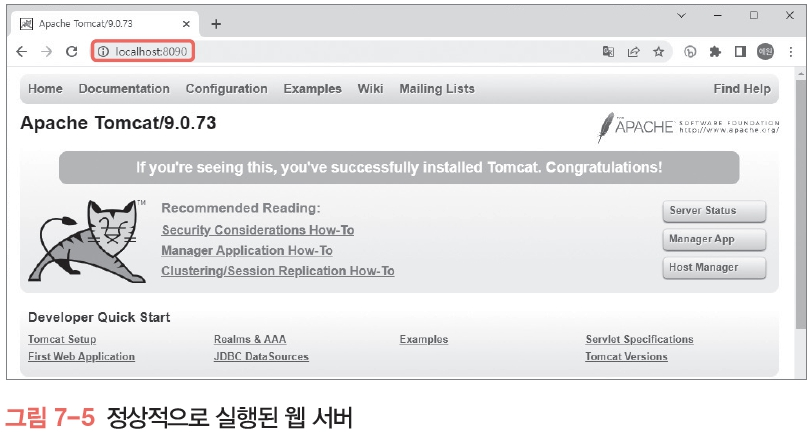 Apache Tomcat/9.0.73
localhost:8090
예원
Home Documentation Configuration Examples Wiki Mailing Lists Find Help
Apache Tomcat/9.0.73
THE APACHE SOFTWARE FOUNDATION
http://www.apache.org/
If you're seeing this, you've successfully installed Tomcat. Congratulations!
TM
Recommended Reading:
Security Considerations How-To
Manager Application How-To
Clustering/Session Replication How-To
Server Status
Manager App
Host Manager
Developer Quick Start
Tomcat Setup Realms & AAA Examples Servlet Specifications
First Web Application JDBC DataSources Tomcat Versions
그림 7-5 정상적으로 실행된 웹 서버